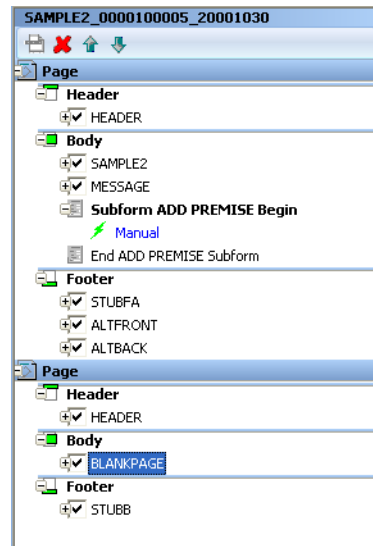 SAMPLE2_0000100005_20001030
Page
Header
HEADER
Body
SAMPLE2
MESSAGE
Subform ADD PREMISE Begin
Manual
End ADD PREMISE Subform
Footer
STUBFA
ALTFRONT
ALTBACK
Page
Header
HEADER
Body
BLANKPAGE
Footer
STUBB